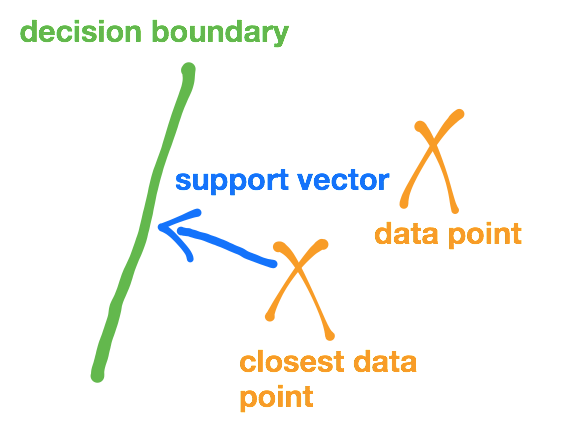 decision boundary
support vector
data point
closest data
point